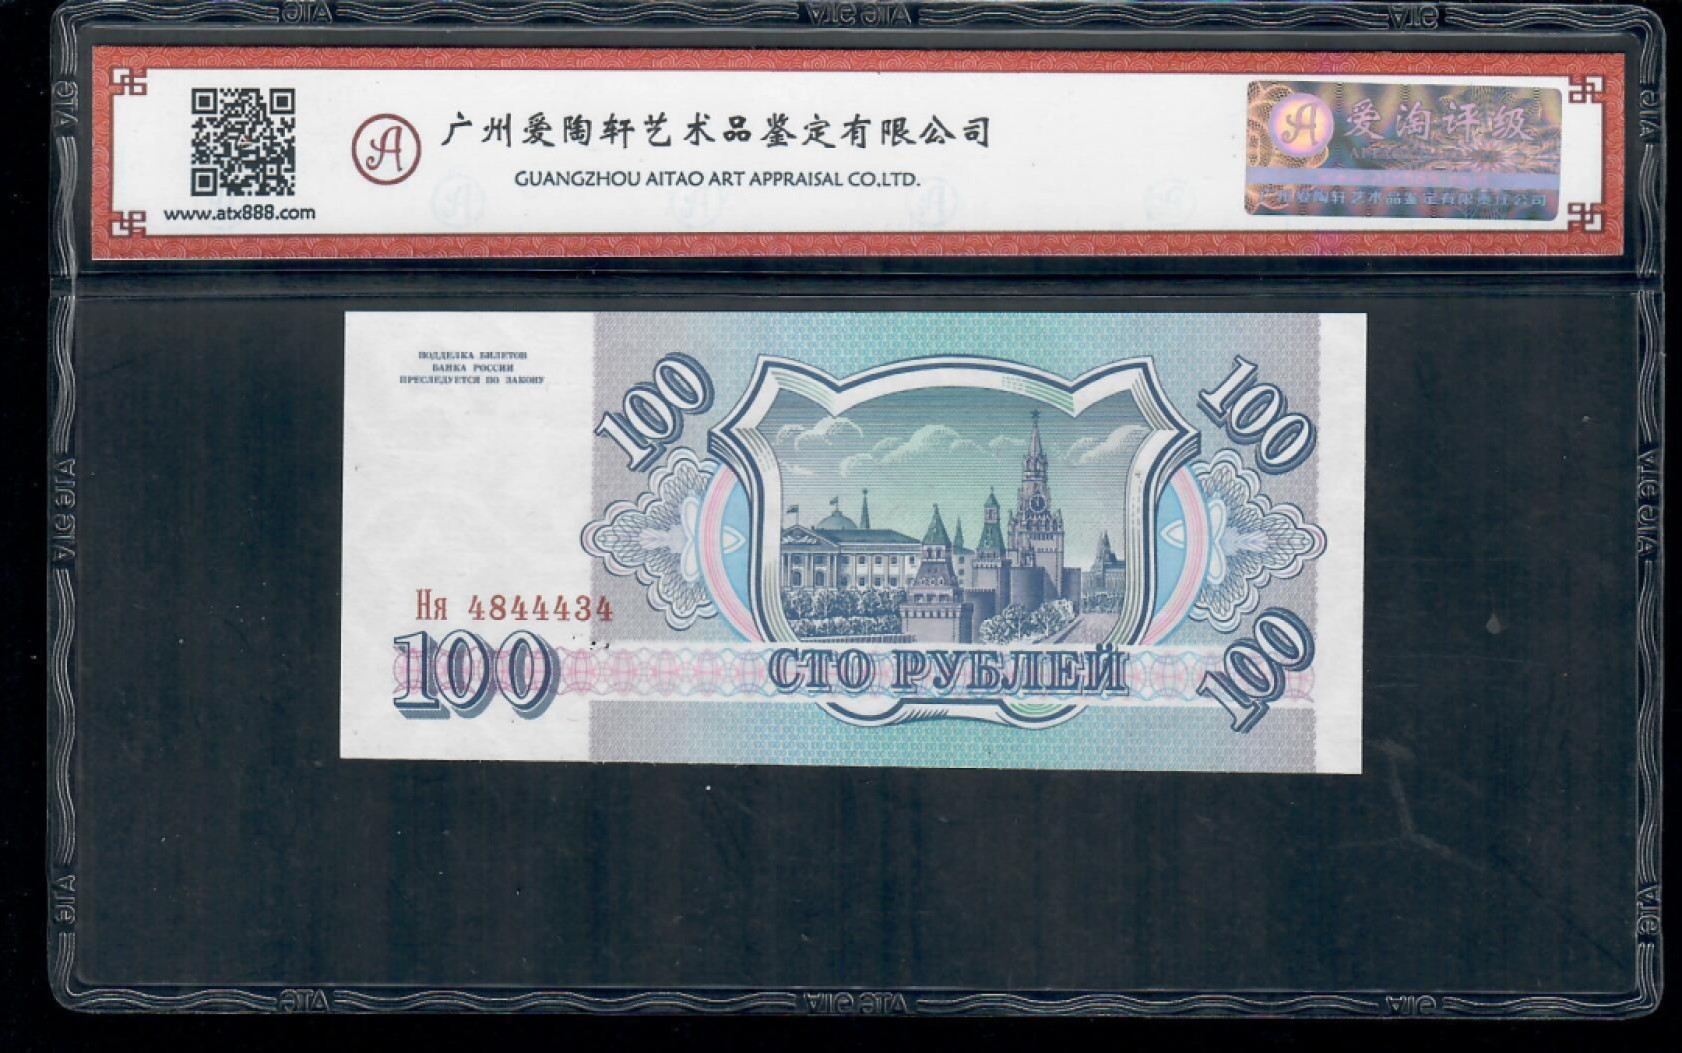 广州爱陶轩艺术品鉴定有限公司
GUANGZHOU AITAO ART APPRAISAL CO.LTD.
www.atx888.com
爱淘评级
ПОДДЕЛКА БИЛЕТОВ
БАНКА РОССИИ
ПРЕСЛЕДУЕТСЯ ПО ЗАКОНУ
100
100
Ня 4844434
100
СТО РУБЛЕЙ
100